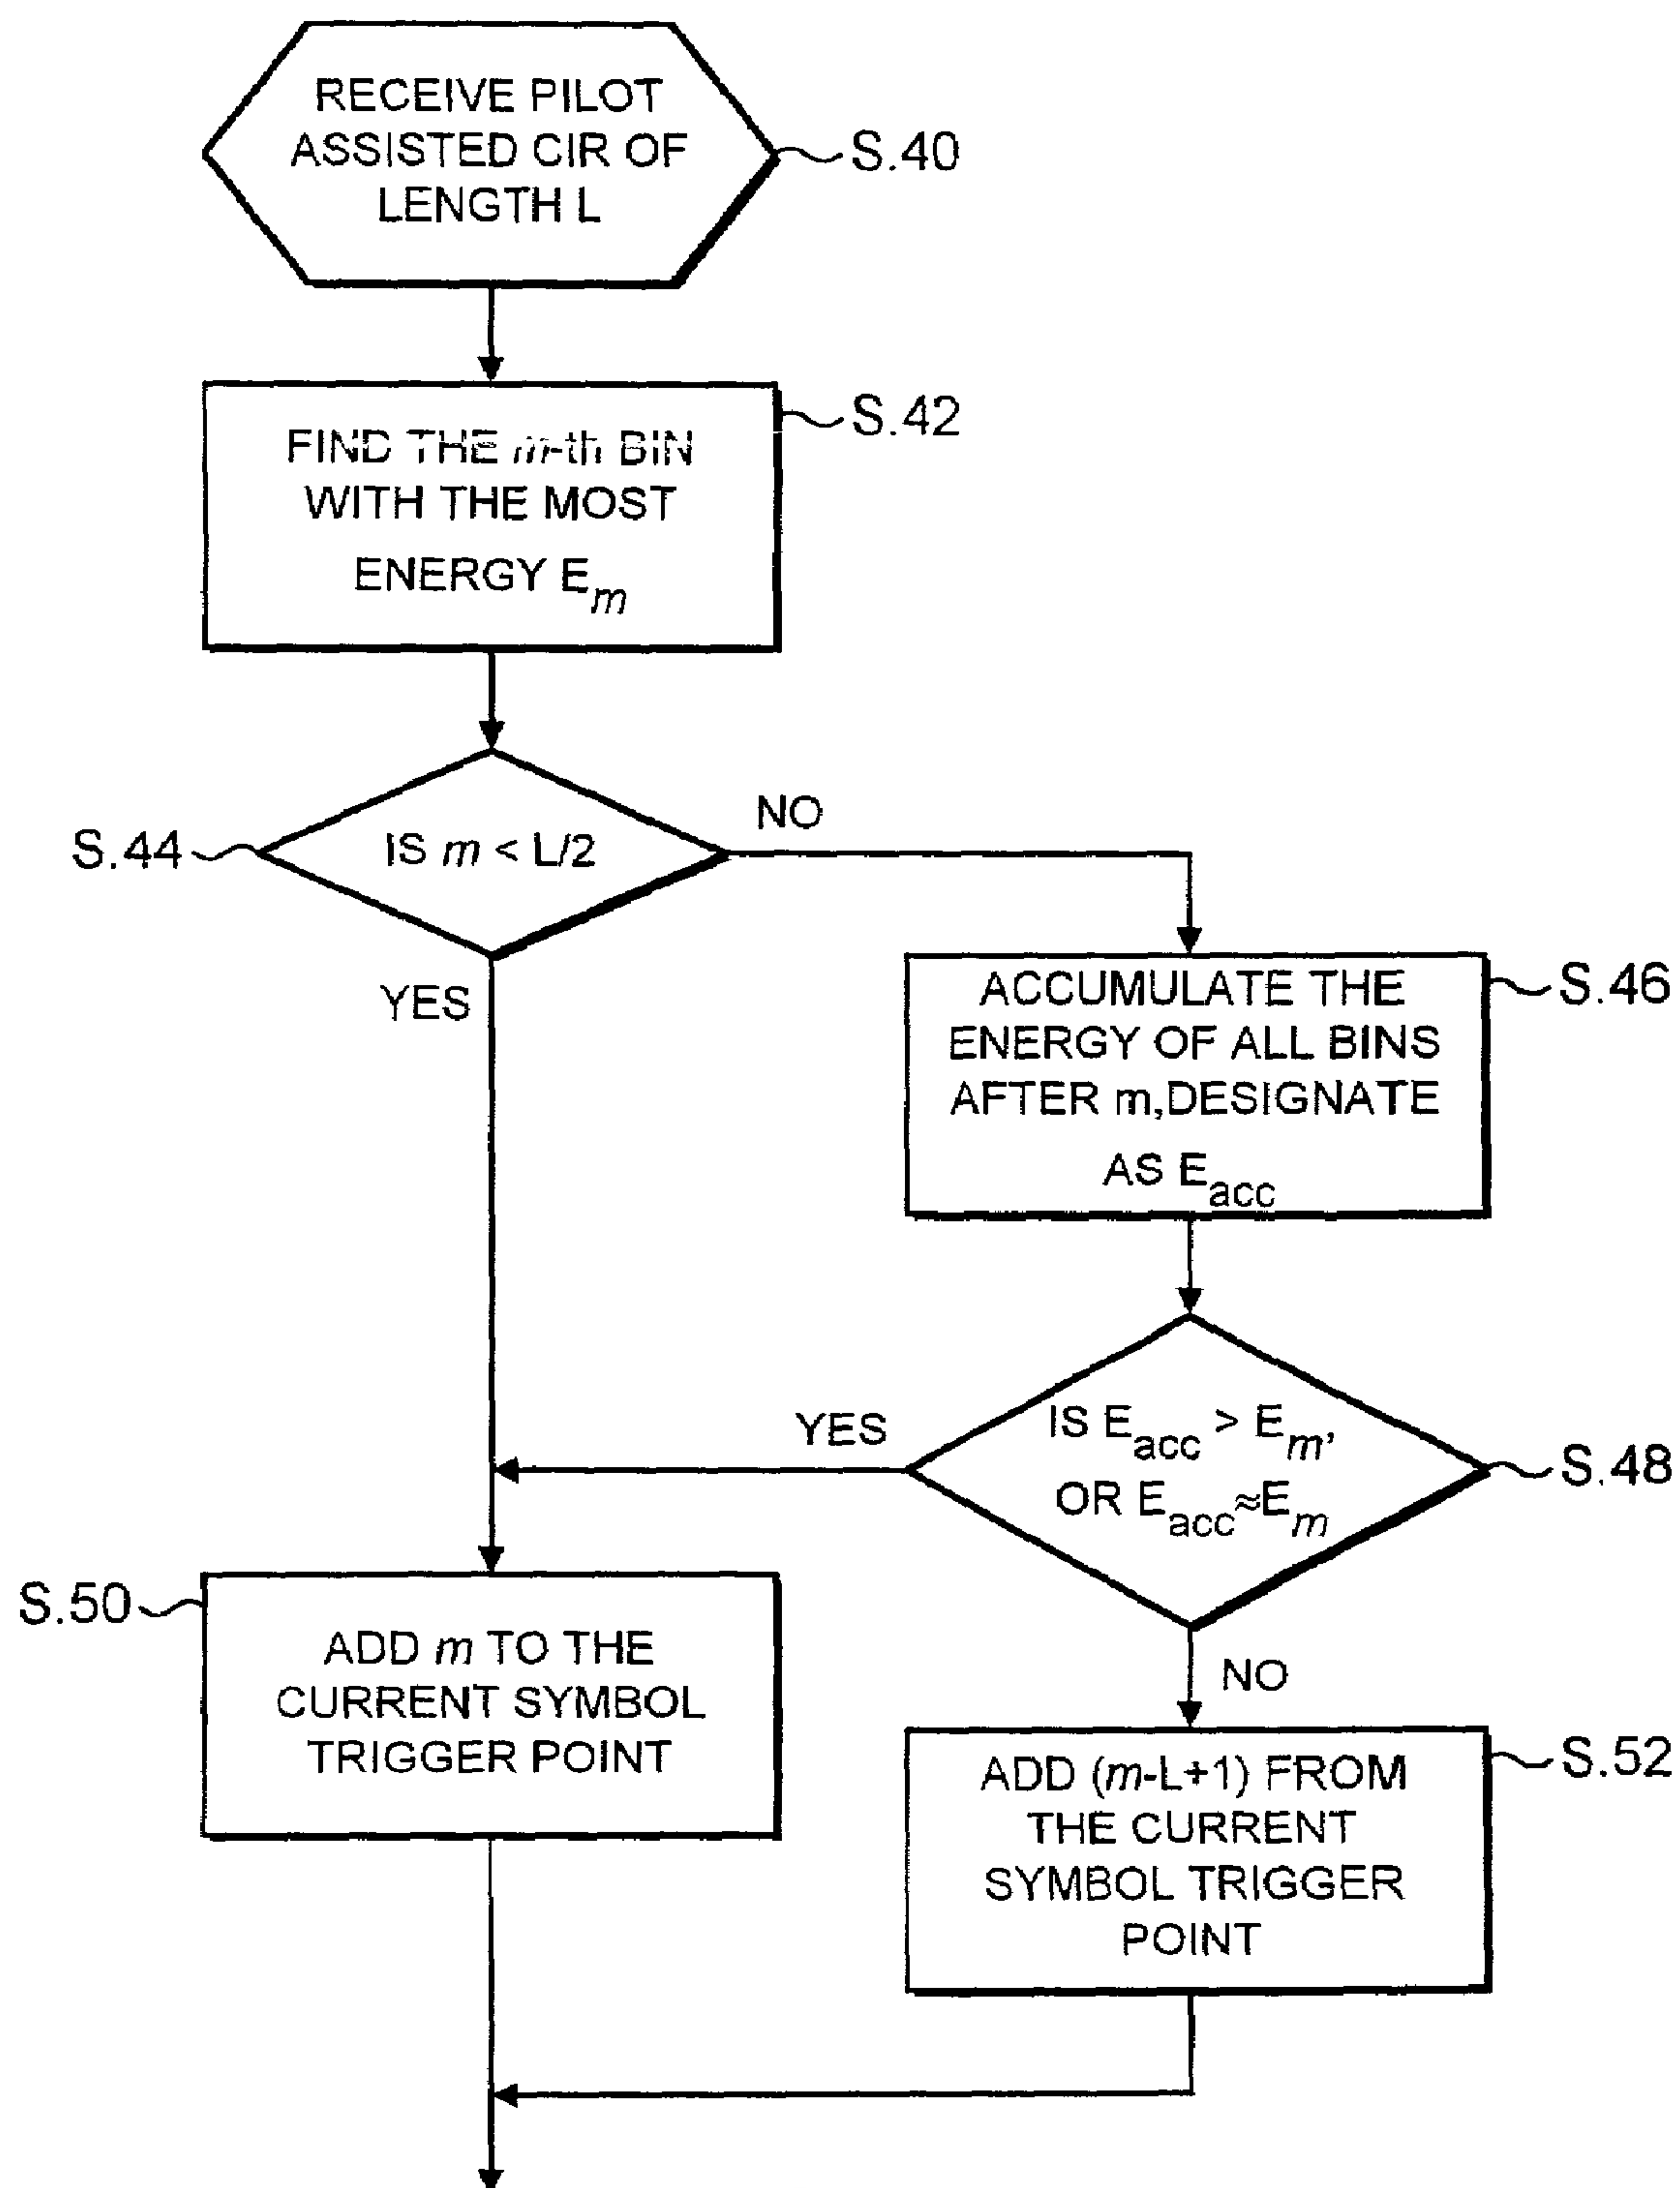 RECEIVE PILOT
ASSISTED CIR OF
LENGTH L
S.40
FIND THE m-th BIN
WITH THE MOST
ENERGY Em
S.42
S.44
IS m < L/2
NO
YES
ACCUMULATE THE
ENERGY OF ALL BINS
AFTER m,DESIGNATE
AS Eacc
S.46
YES
IS Eacc > Em,
OR Eacc≈Em
S.48
NO
S.50
ADD m TO THE
CURRENT SYMBOL
TRIGGER POINT
ADD (m-L+1) FROM
THE CURRENT
SYMBOL TRIGGER
POINT
S.52